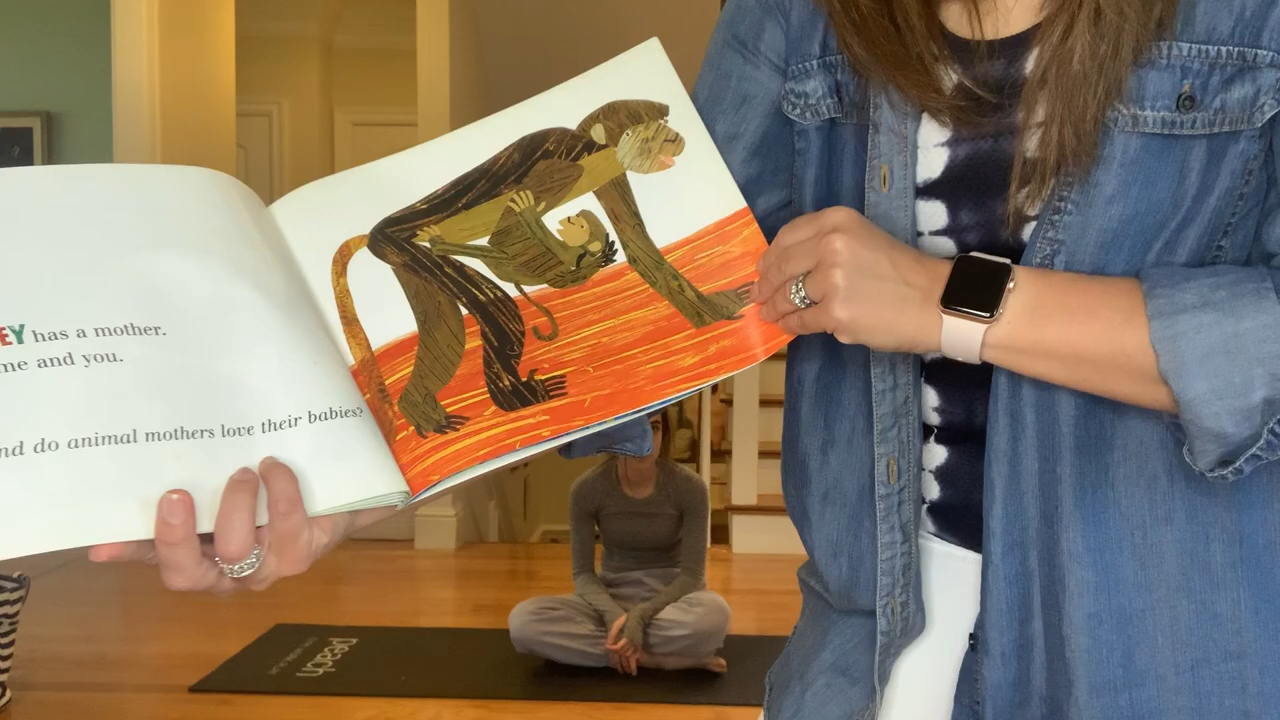 EY has a mother.
me and you.
nd do animal mothers love their babies?
peach